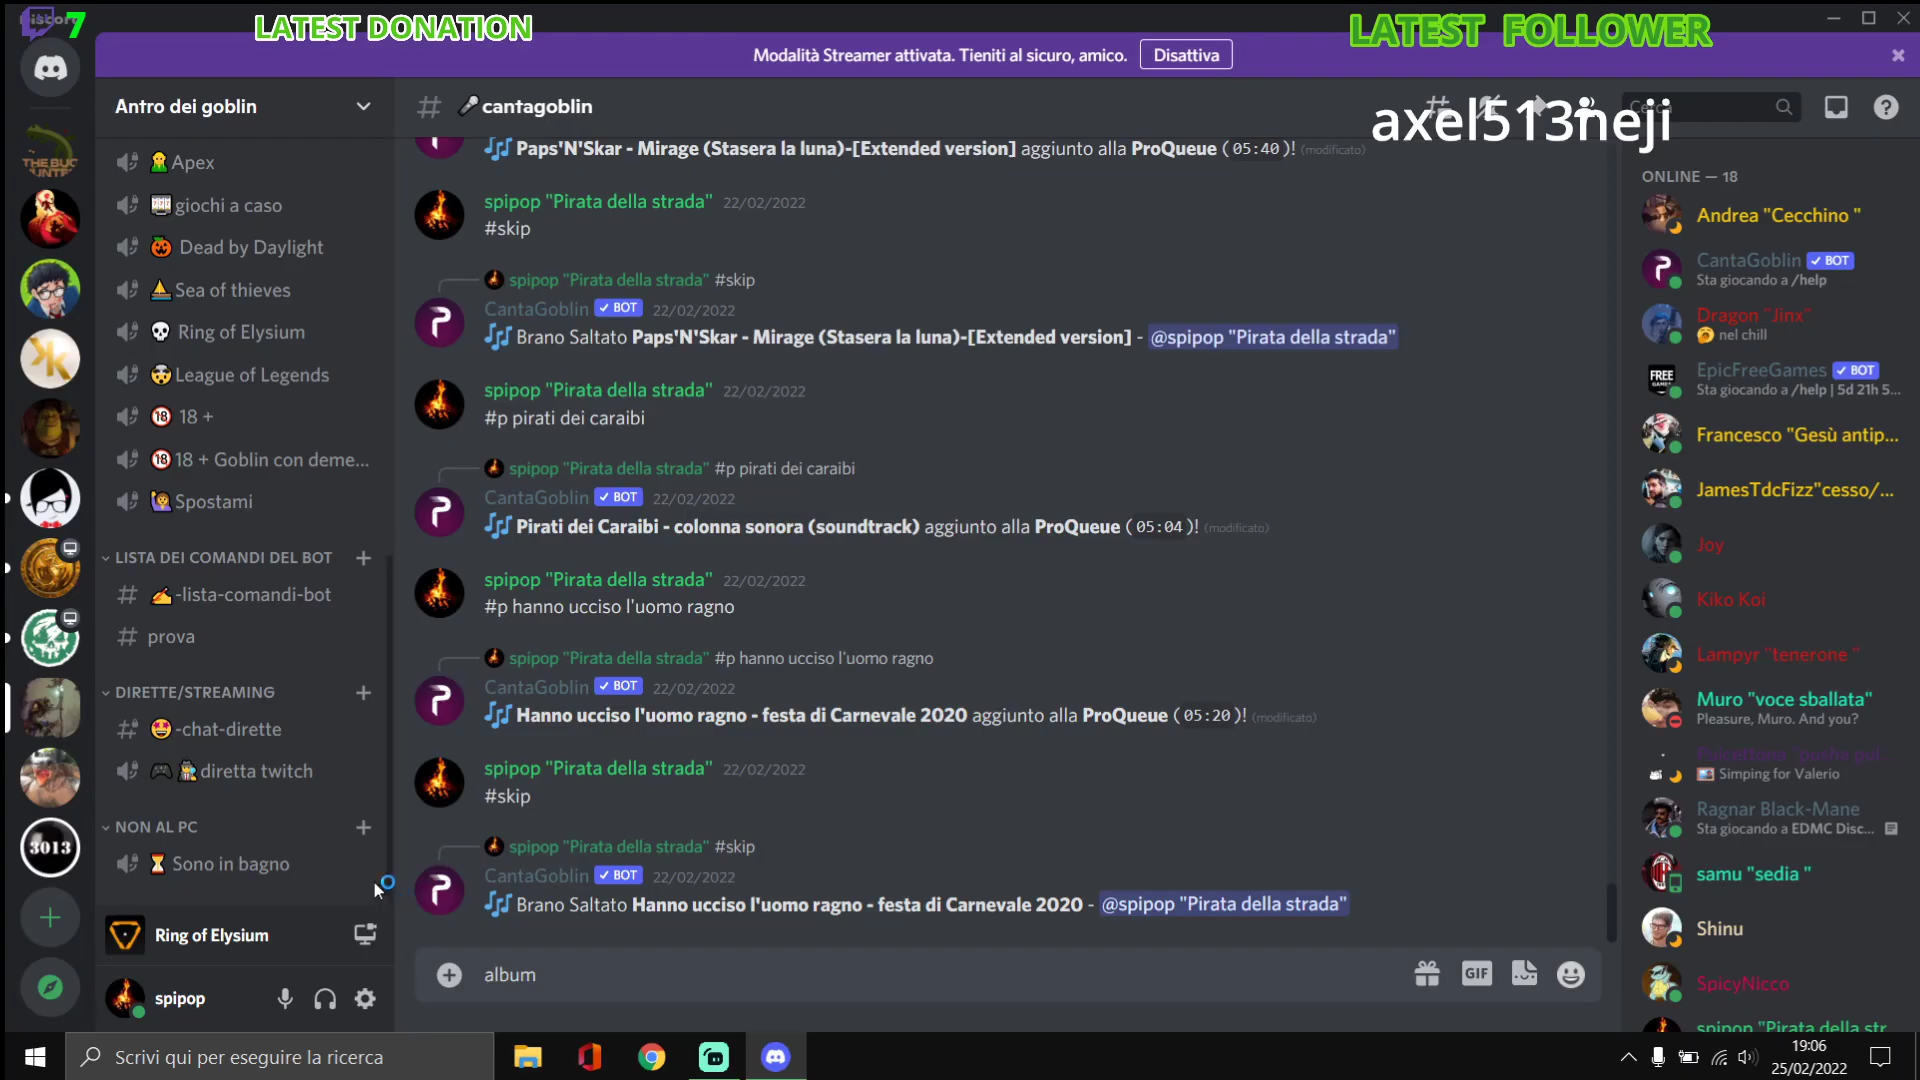 7
LATEST DONATION
LATEST FOLLOWER
Modalità Streamer attivata. Tieniti al sicuro, amico. Disattiva
Antro dei goblin
cantagoblin
axel513neji
Apex
giochi a caso
Dead by Daylight
Sea of thieves
Ring of Elysium
League of Legends
18 +
18 + Goblin con deme...
Spostami
LISTA DEI COMANDI DEL BOT
-lista-comandi-bot
prova
DIRETTE/STREAMING
-chat-dirette
diretta twitch
NON AL PC
Sono in bagno
Ring of Elysium
spipop
3013
Paps'N'Skar - Mirage (Stasera la luna)-[Extended version] aggiunto alla ProQueue (05:40)! (modificato)
spipop "Pirata della strada" 22/02/2022
#skip
spipop "Pirata della strada" #skip
CantaGoblin BOT 22/02/2022
Brano Saltato Paps'N'Skar - Mirage (Stasera la luna)-[Extended version] - @spipop "Pirata della strada"
spipop "Pirata della strada" 22/02/2022
#p pirati dei caraibi
spipop "Pirata della strada" #p pirati dei caraibi
CantaGoblin BOT 22/02/2022
Pirati dei Caraibi - colonna sonora (soundtrack) aggiunto alla ProQueue (05:04)! (modificato)
spipop "Pirata della strada" 22/02/2022
#p hanno ucciso l'uomo ragno
spipop "Pirata della strada" #p hanno ucciso l'uomo ragno
CantaGoblin BOT 22/02/2022
Hanno ucciso l'uomo ragno - festa di Carnevale 2020 aggiunto alla ProQueue (05:20)! (modificato)
spipop "Pirata della strada" 22/02/2022
#skip
spipop "Pirata della strada" #skip
CantaGoblin BOT 22/02/2022
Brano Saltato Hanno ucciso l'uomo ragno - festa di Carnevale 2020 - @spipop "Pirata della strada"
album
GIF
ONLINE — 18
Andrea "Cecchino "
CantaGoblin BOT
Sta giocando a /help
Dragon "Jinx"
nel chill
EpicFreeGames BOT
Sta giocando a /help | 5d 21h 5...
Francesco "Gesù antip...
JamesTdcFizz"cesso/...
Joy
Kiko Koi
Lampyr "tenerone "
Muro "voce sballata"
Pleasure, Muro. And you?
Simping for Valerio
Ragnar Black-Mane
Sta giocando a EDMC Disc...
samu "sedia "
Shinu
SpicyNicco
spipop "Pirata della str
Scrivi qui per eseguire la ricerca
19:06
25/02/2022